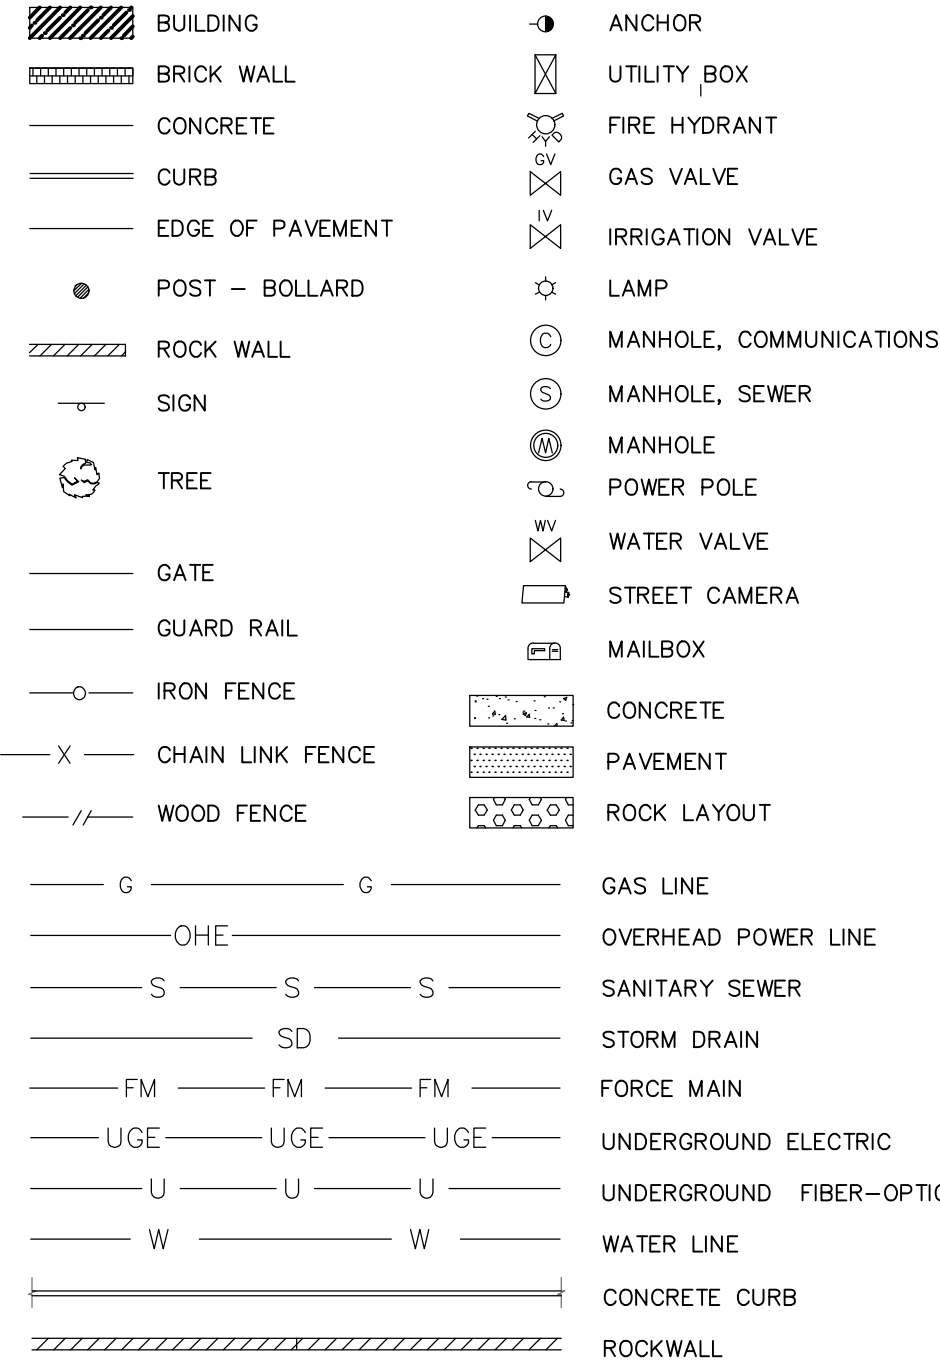 BUILDING
BRICK WALL
CONCRETE
CURB
EDGE OF PAVEMENT
POST – BOLLARD
ROCK WALL
SIGN
TREE
GATE
GUARD RAIL
IRON FENCE
X CHAIN LINK FENCE
WOOD FENCE
ANCHOR
UTILITY BOX
FIRE HYDRANT
GV
GAS VALVE
IV
IRRIGATION VALVE
LAMP
C MANHOLE, COMMUNICATIONS
S MANHOLE, SEWER
M MANHOLE
POWER POLE
WV
WATER VALVE
STREET CAMERA
MAILBOX
CONCRETE
PAVEMENT
ROCK LAYOUT
G G GAS LINE
OHE OVERHEAD POWER LINE
S S S SANITARY SEWER
SD STORM DRAIN
FM FM FM FORCE MAIN
UGE UGE UGE UNDERGROUND ELECTRIC
U U U UNDERGROUND FIBER–OPTIC
W W WATER LINE
CONCRETE CURB
ROCKWALL